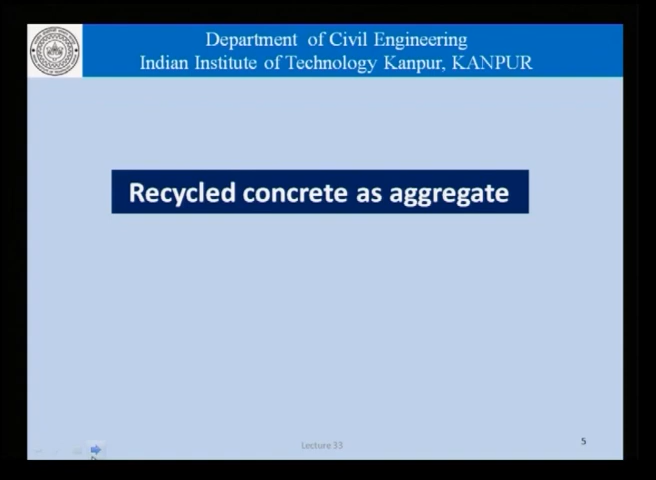 Department of Civil Engineering
Indian Institute of Technology Kanpur, KANPUR
Recycled concrete as aggregate
Lecture 33
5